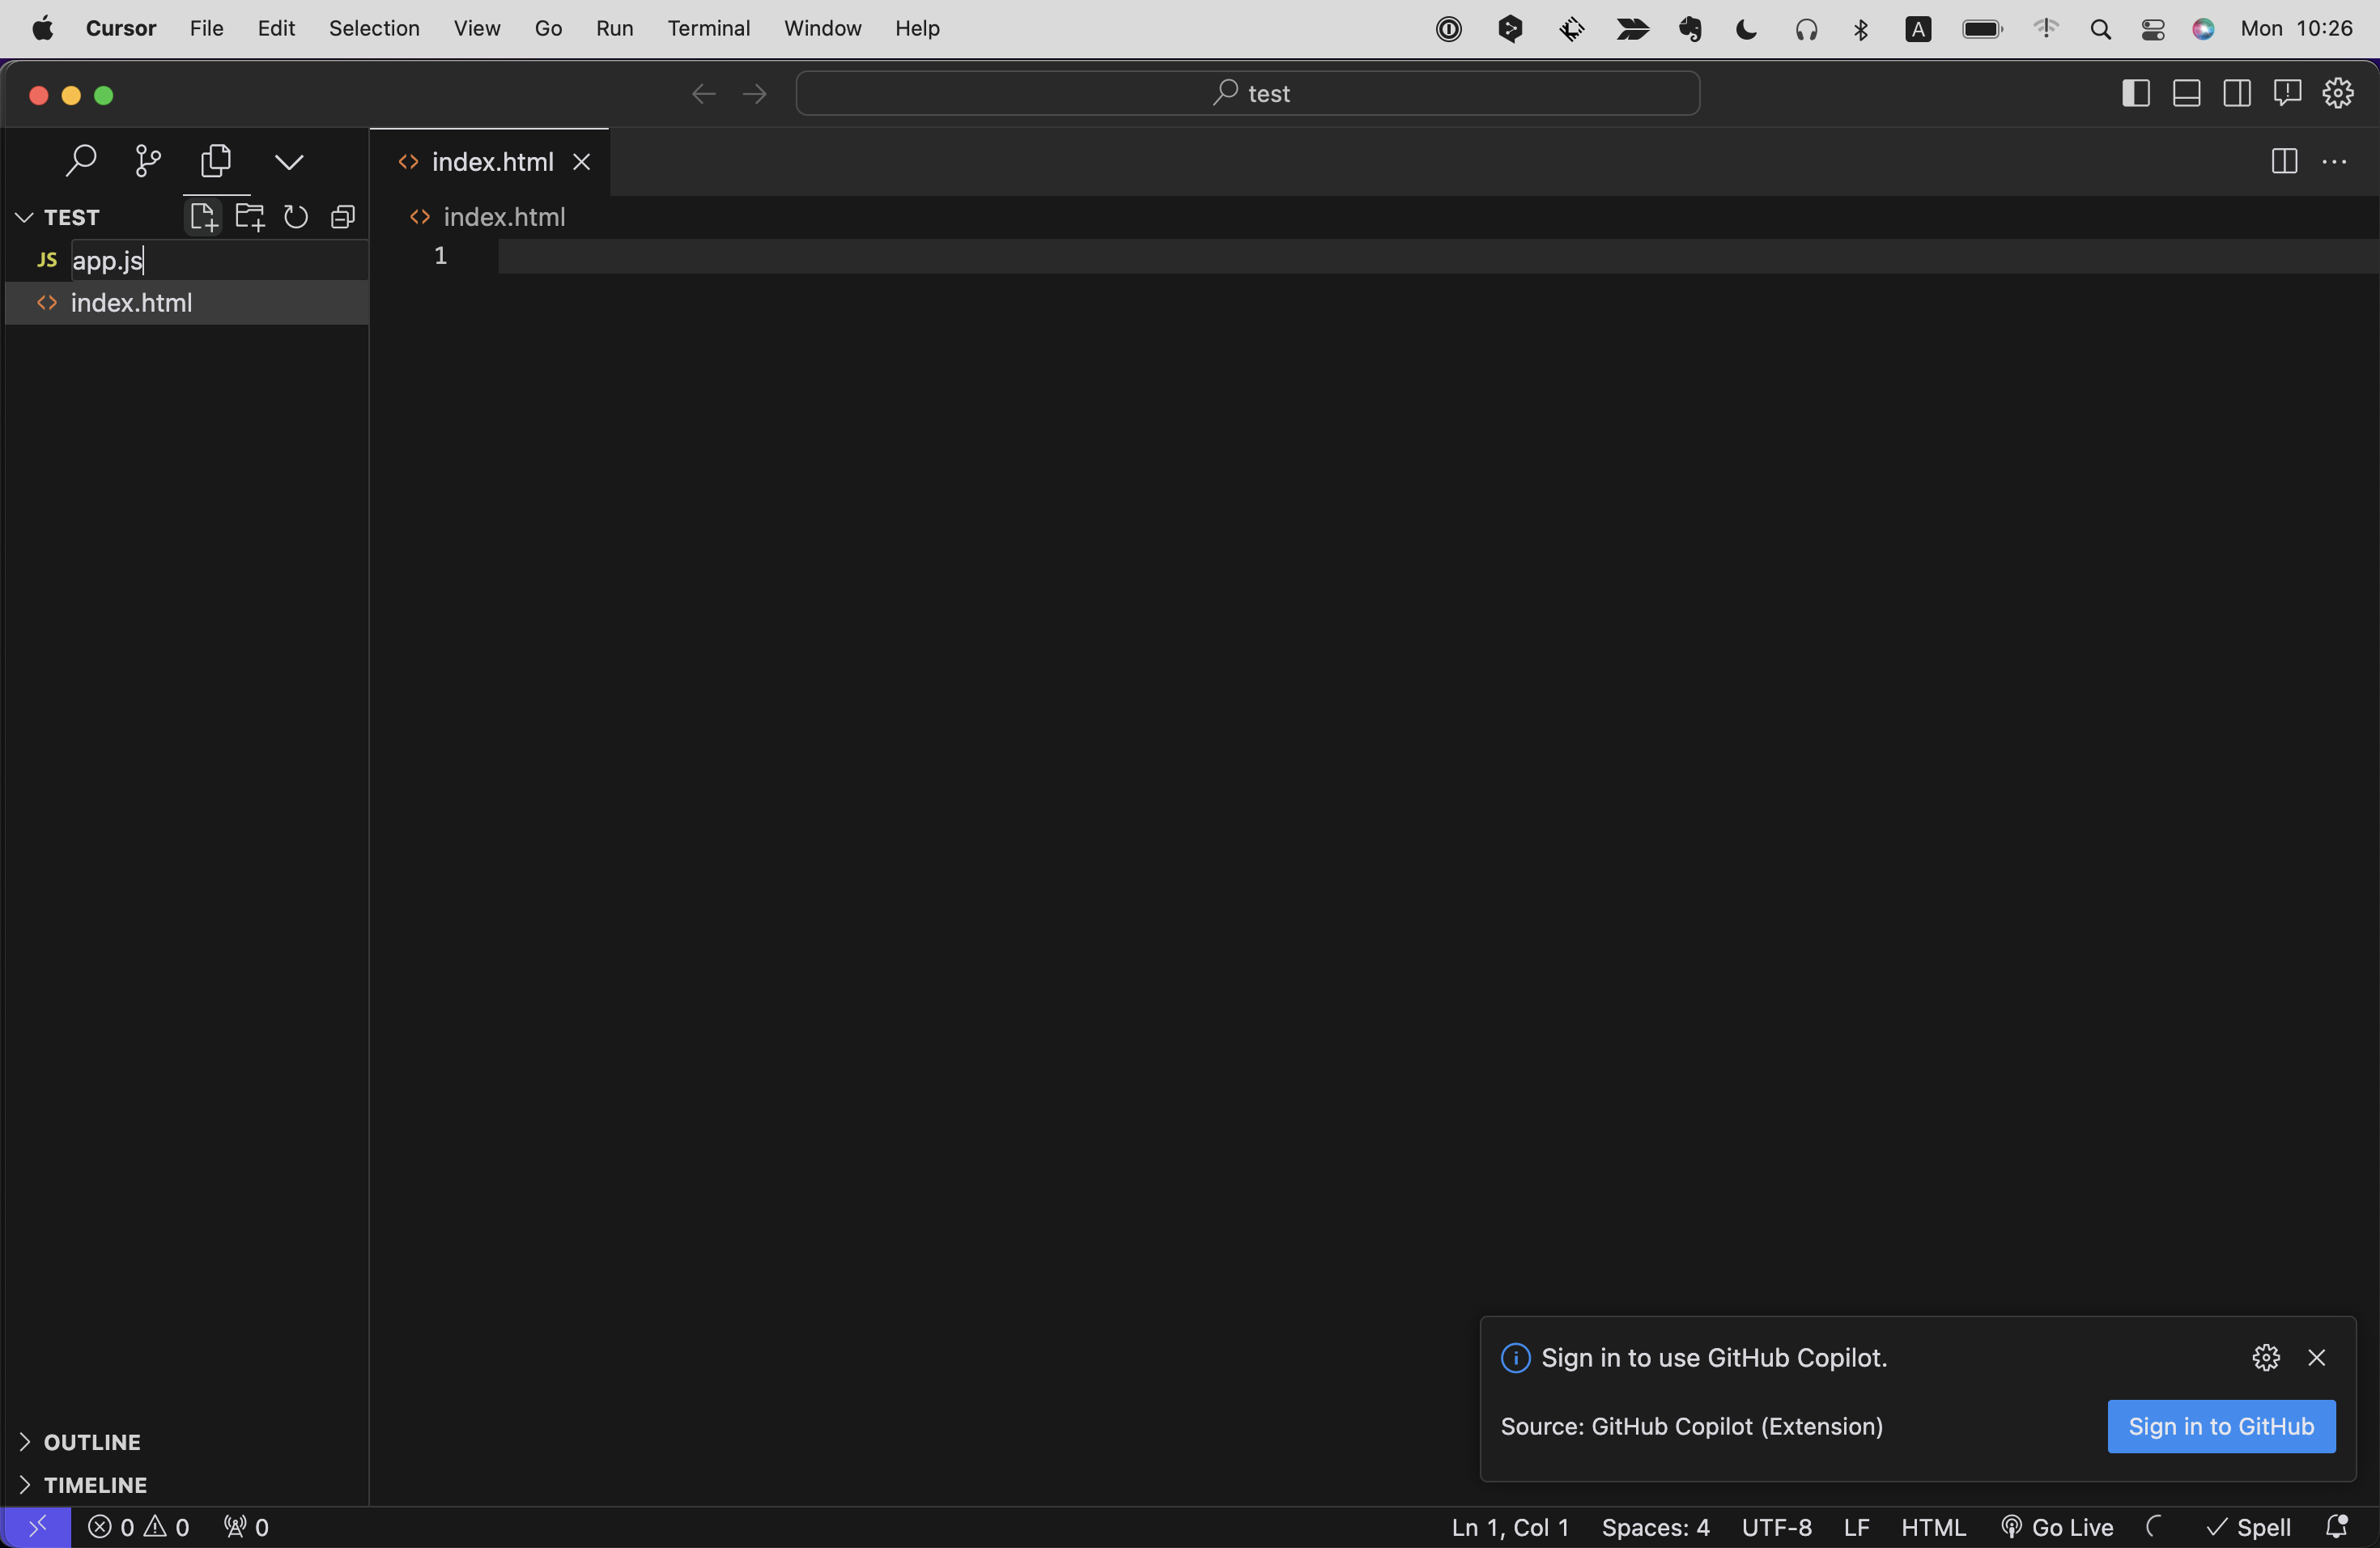 Cursor File Edit Selection View Go Run Terminal Window Help A Mon 10:26
test
index.html
TEST
index.html
JS app.js
1
index.html
Sign in to use GitHub Copilot.
Source: GitHub Copilot (Extension) Sign in to GitHub
OUTLINE
TIMELINE
0 0 0 Ln 1, Col 1 Spaces: 4 UTF-8 LF HTML Go Live Spell